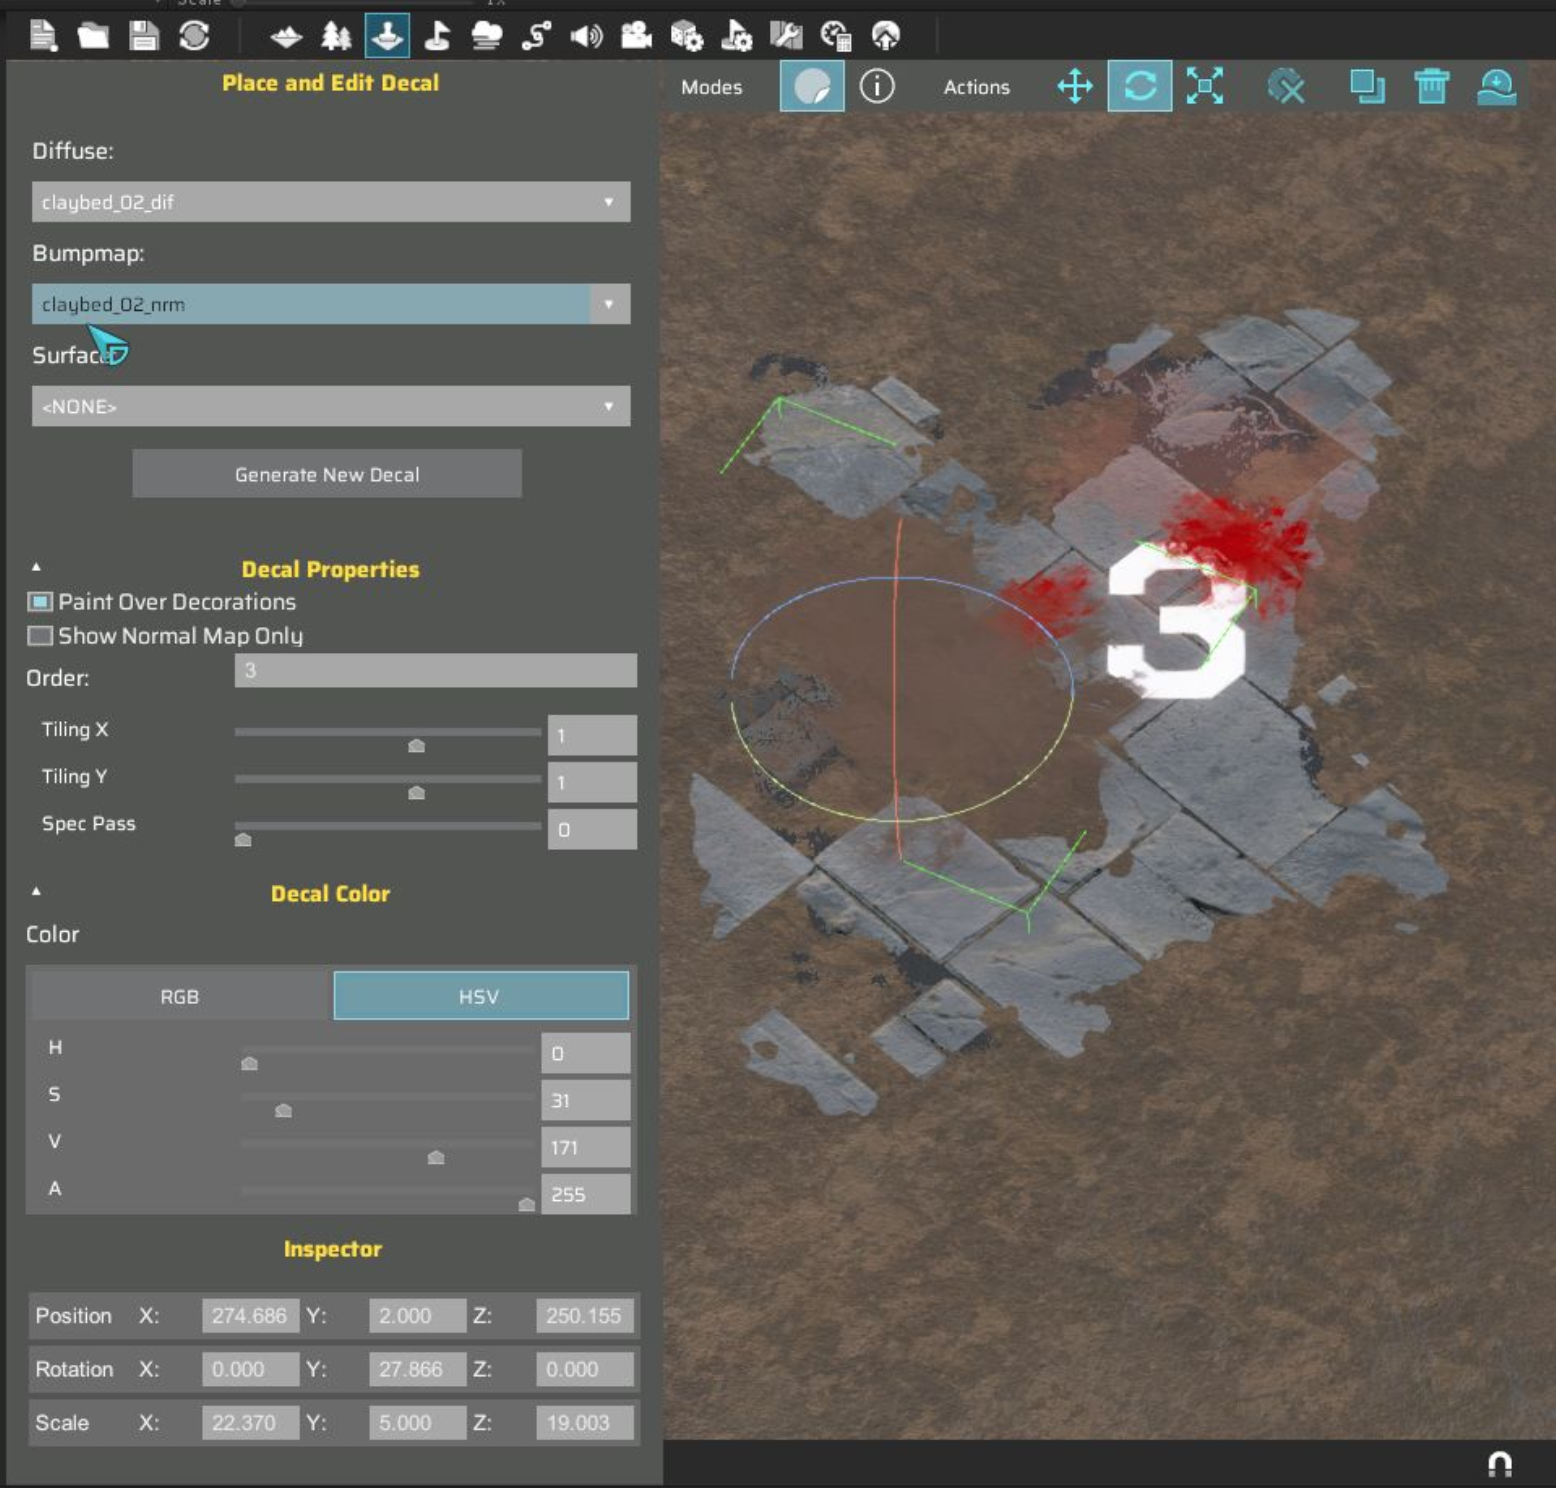 Scale 1X
Place and Edit Decal
Modes
Actions
Diffuse:
claybed_02_dif
Bumpmap:
claybed_02_nrm
Surfac
<NONE>
Generate New Decal
Decal Properties
Paint Over Decorations
Show Normal Map Only
Order: 3
Tiling X 1
Tiling Y 1
Spec Pass 0
Decal Color
Color
RGB HSV
H 0
S 31
V 171
A 255
Inspector
Position X: 274.686 Y: 2.000 Z: 250.155
Rotation X: 0.000 Y: 27.866 Z: 0.000
Scale X: 22.370 Y: 5.000 Z: 19.003
3